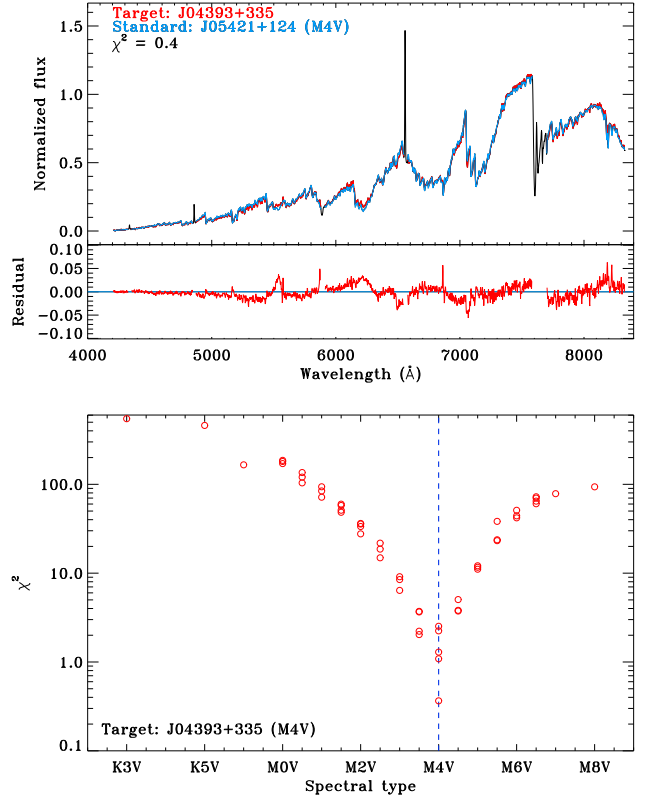 Target: J04393+335
Standard: J05421+124 (M4V)
χ² = 0.4
Normalized flux
1.5
1.0
0.5
0.0
Residual
0.10
0.05
0.00
−0.05
−0.10
4000 5000 6000 7000 8000
Wavelength (Å)
χ²
100.0
10.0
1.0
0.1
Target: J04393+335 (M4V)
K3V K5V M0V M2V M4V M6V M8V
Spectral type